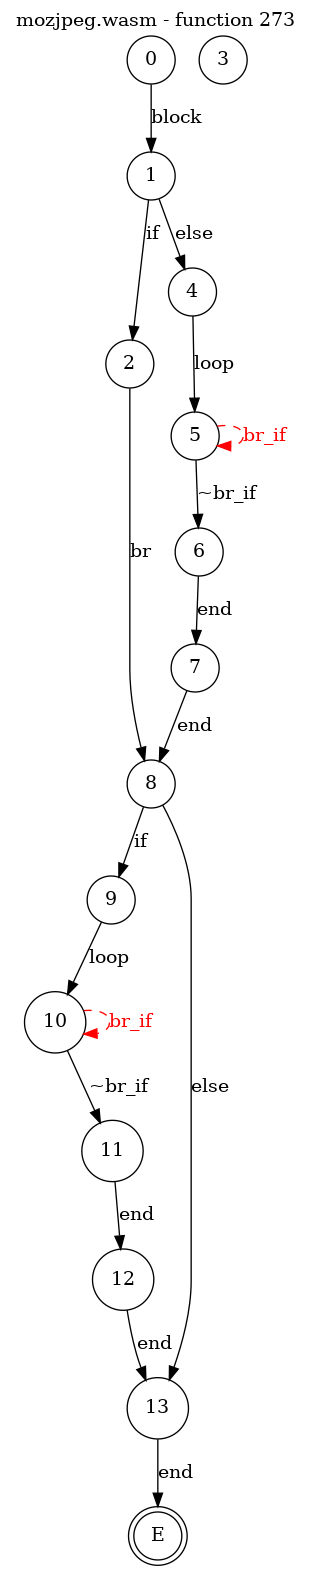 mozjpeg.wasm - function 273
0
3
block
1
if
else
4
2
loop
5
br_if
~br_if
br
6
end
7
end
8
if
9
loop
10
br_if
~br_if
else
11
end
12
end
13
end
E